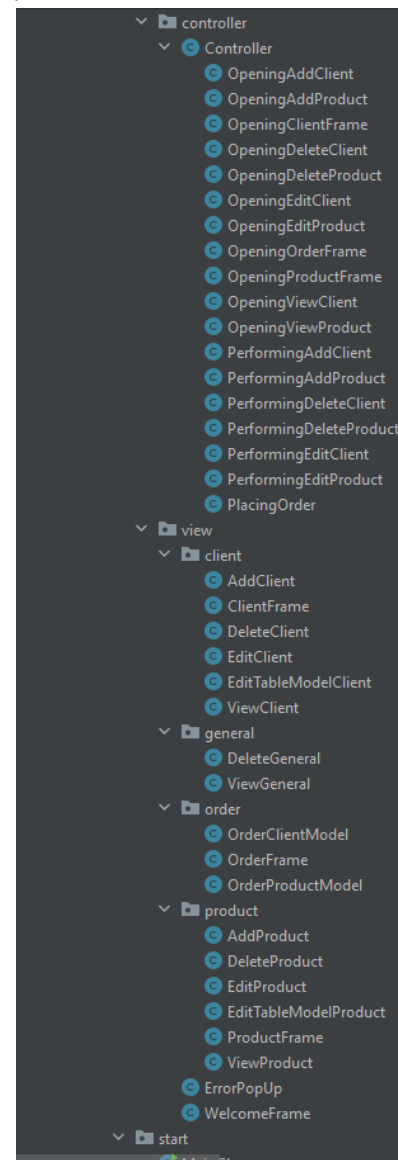 controller
Controller
OpeningAddClient
OpeningAddProduct
OpeningClientFrame
OpeningDeleteClient
OpeningDeleteProduct
OpeningEditClient
OpeningEditProduct
OpeningOrderFrame
OpeningProductFrame
OpeningViewClient
OpeningViewProduct
PerformingAddClient
PerformingAddProduct
PerformingDeleteClient
PerformingDeleteProduct
PerformingEditClient
PerformingEditProduct
PlacingOrder
view
client
AddClient
ClientFrame
DeleteClient
EditClient
EditTableModelClient
ViewClient
general
DeleteGeneral
ViewGeneral
order
OrderClientModel
OrderFrame
OrderProductModel
product
AddProduct
DeleteProduct
EditProduct
EditTableModelProduct
ProductFrame
ViewProduct
ErrorPopUp
WelcomeFrame
start